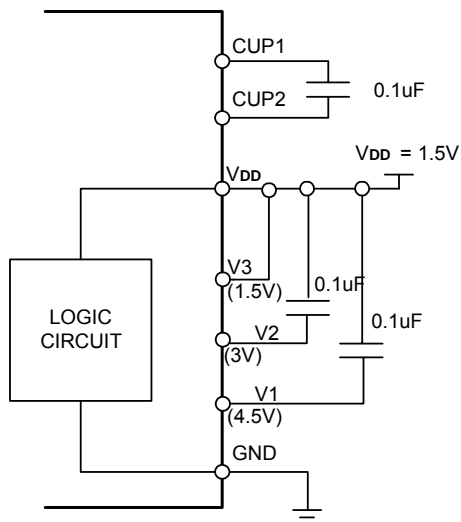 CUP1
CUP2
0.1uF
VDD = 1.5V
VDD
V3
(1.5V)
0.1uF
V2
(3V)
0.1uF
V1
(4.5V)
GND
LOGIC
CIRCUIT